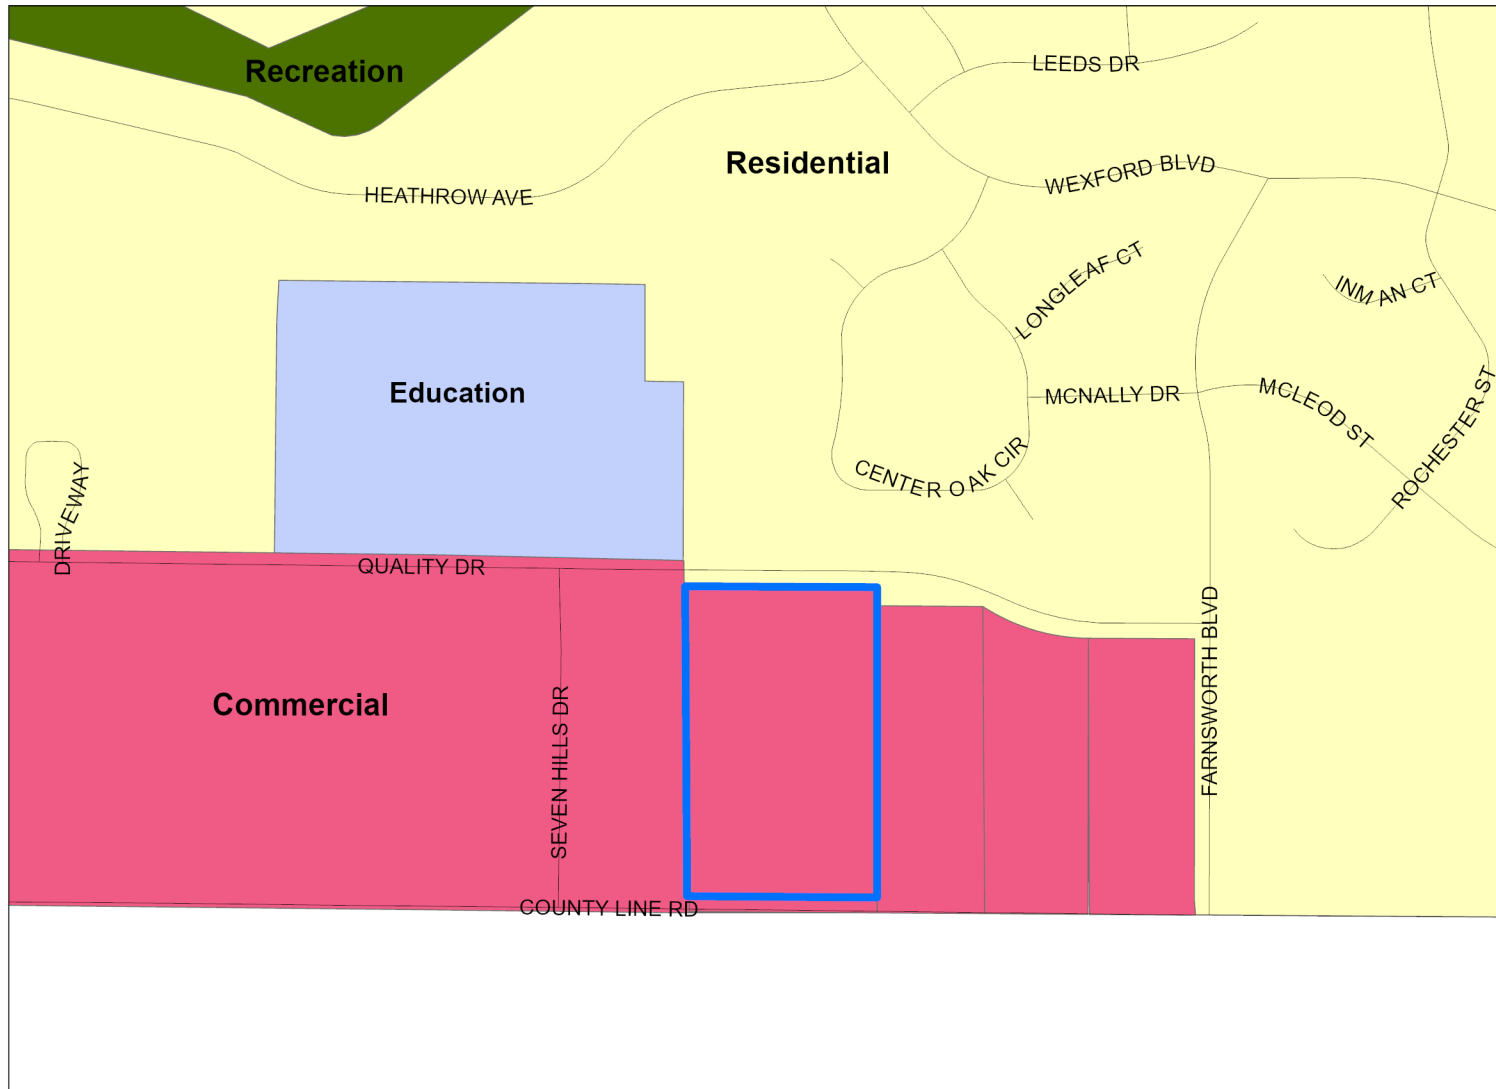 Recreation
LEEDS DR
Residential
WEXFORD BLVD
HEATHROW AVE
LONGLEAF CT
INMAN CT
Education
MCNALLY DR
MCLEOD ST
ROCHESTER ST
CENTER OAK CIR
DRIVEWAY
QUALITY DR
FARNSWORTH BLVD
Commercial
SEVEN HILLS DR
COUNTY LINE RD